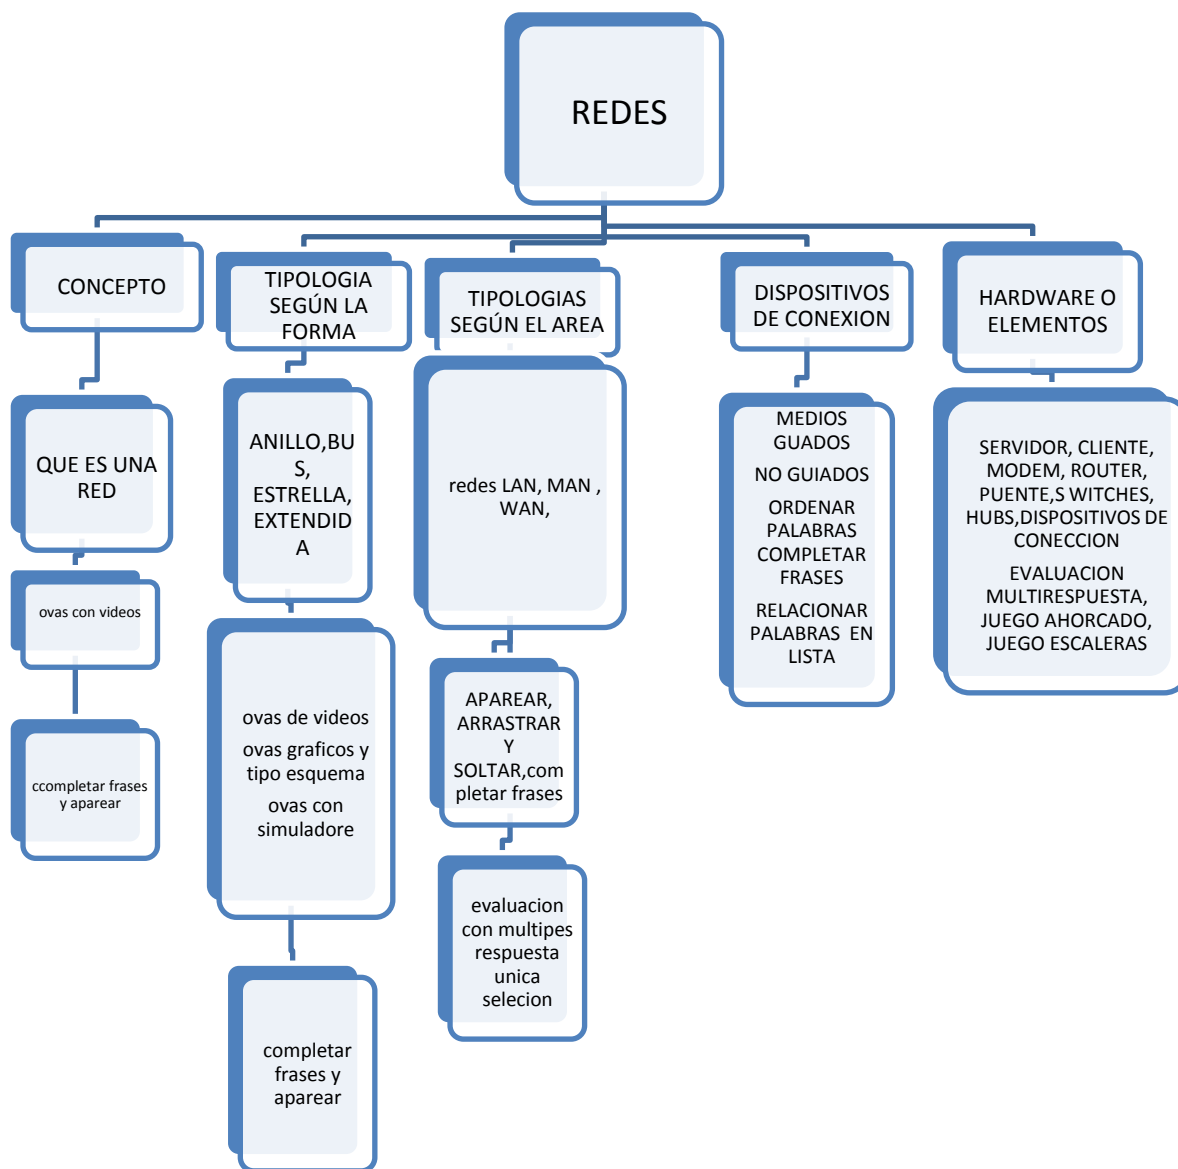 REDES
CONCEPTO
QUE ES UNA
RED
ovas con videos
ccompletar frases
y aparear
TIPOLOGIA
SEGÚN LA
FORMA
ANILLO,BU
S,
ESTRELLA,
EXTENDID
A
ovas de videos
ovas graficos y
tipo esquema
ovas con
simuladore
completar
frases y
aparear
TIPOLOGIAS
SEGÚN EL AREA
redes LAN, MAN ,
WAN,
APAREAR,
ARRASTRAR
Y
SOLTAR,com
pletar frases
evaluacion
con multipes
respuesta
unica
selecion
DISPOSITIVOS
DE CONEXION
MEDIOS
GUADOS
NO GUIADOS
ORDENAR
PALABRAS
COMPLETAR
FRASES
RELACIONAR
PALABRAS EN
LISTA
HARDWARE O
ELEMENTOS
SERVIDOR, CLIENTE,
MODEM, ROUTER,
PUENTE,S WITCHES,
HUBS,DISPOSITIVOS DE
CONECCION
EVALUACION
MULTIRESPUESTA,
JUEGO AHORCADO,
JUEGO ESCALERAS